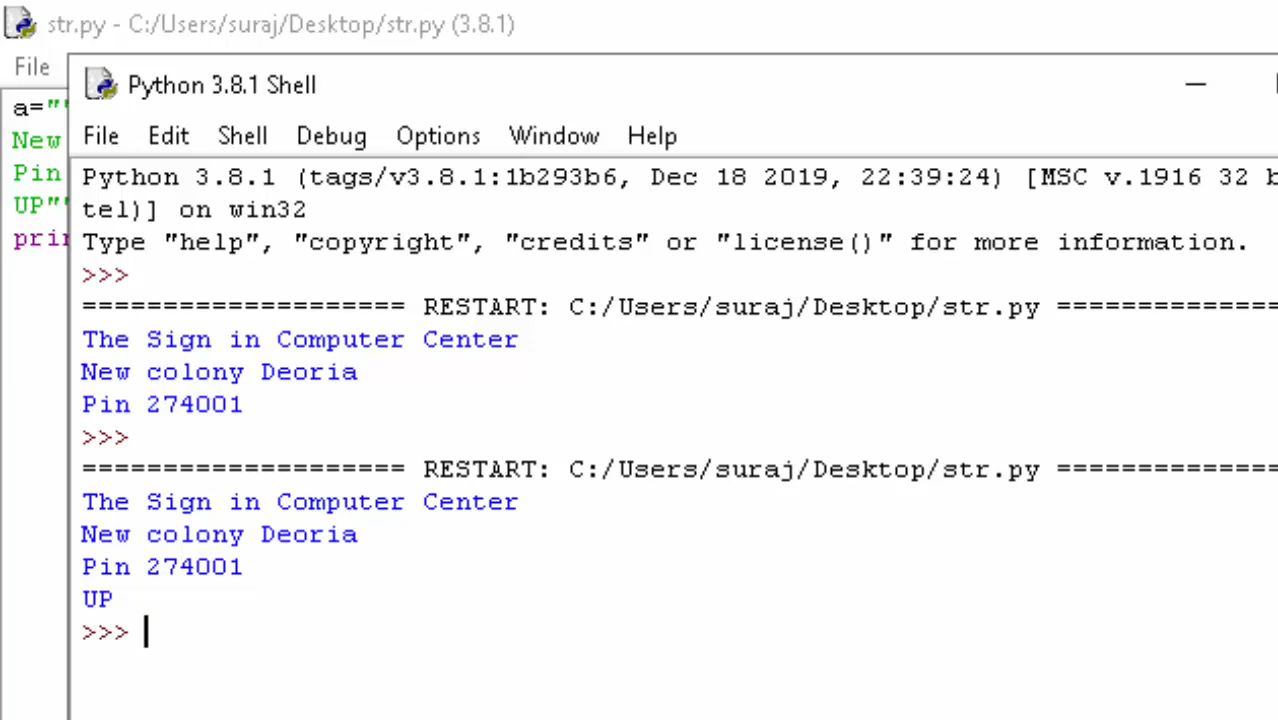 str.py - C:/Users/suraj/Desktop/str.py (3.8.1)
File
a=""
New
Pin
UP"
Python 3.8.1 Shell
File Edit Shell Debug Options Window Help
Python 3.8.1 (tags/v3.8.1:1b293b6, Dec 18 2019, 22:39:24) [MSC v.1916 32 b
tel)] on win32
Type "help", "copyright", "credits" or "license()" for more information.
>>>
==================== RESTART: C:/Users/suraj/Desktop/str.py ==============
The Sign in Computer Center
New colony Deoria
Pin 274001
>>>
==================== RESTART: C:/Users/suraj/Desktop/str.py ==============
The Sign in Computer Center
New colony Deoria
Pin 274001
UP
>>>